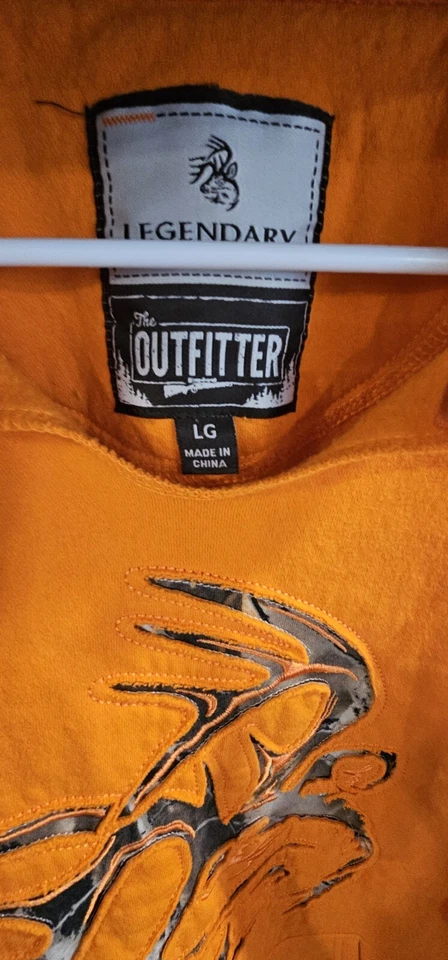 LEGENDARY
The
OUTFITTER
LG
MADE IN
CHINA